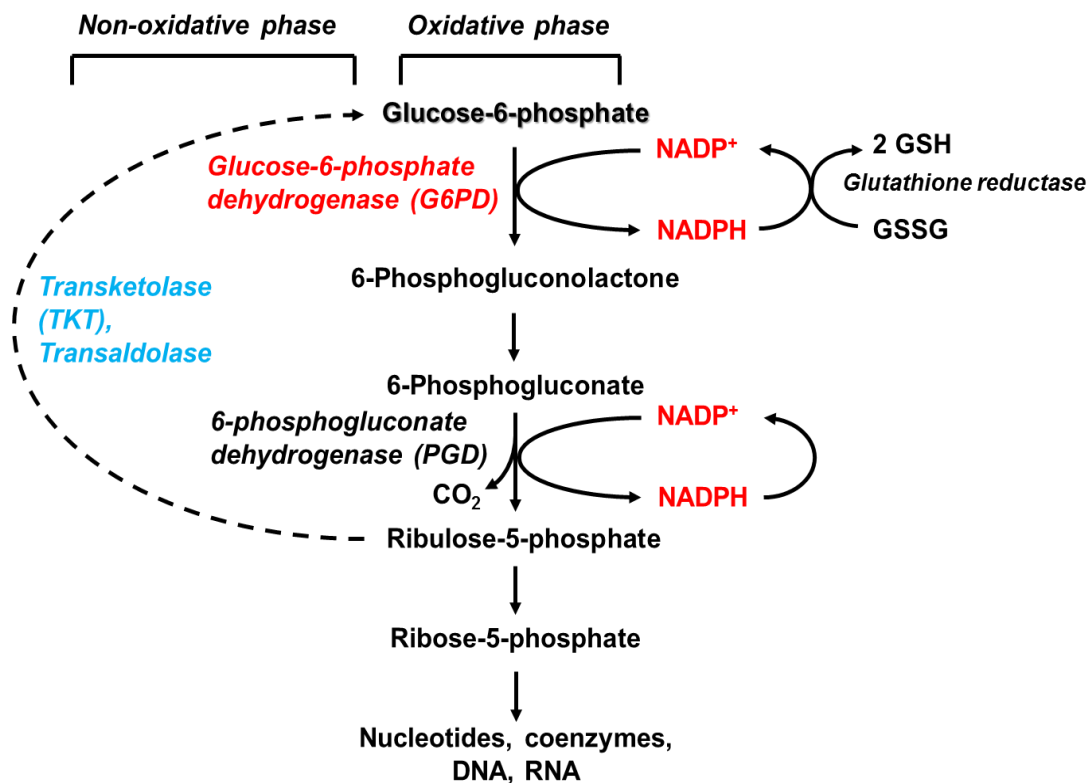 Non-oxidative phase
Oxidative phase
Glucose-6-phosphate
Glucose-6-phosphate
dehydrogenase (G6PD)
NADP⁺
2 GSH
Glutathione reductase
NADPH
GSSG
6-Phosphogluconolactone
Transketolase
(TKT),
Transaldolase
6-Phosphogluconate
6-phosphogluconate
dehydrogenase (PGD)
NADP⁺
CO₂
NADPH
Ribulose-5-phosphate
Ribose-5-phosphate
Nucleotides, coenzymes,
DNA, RNA